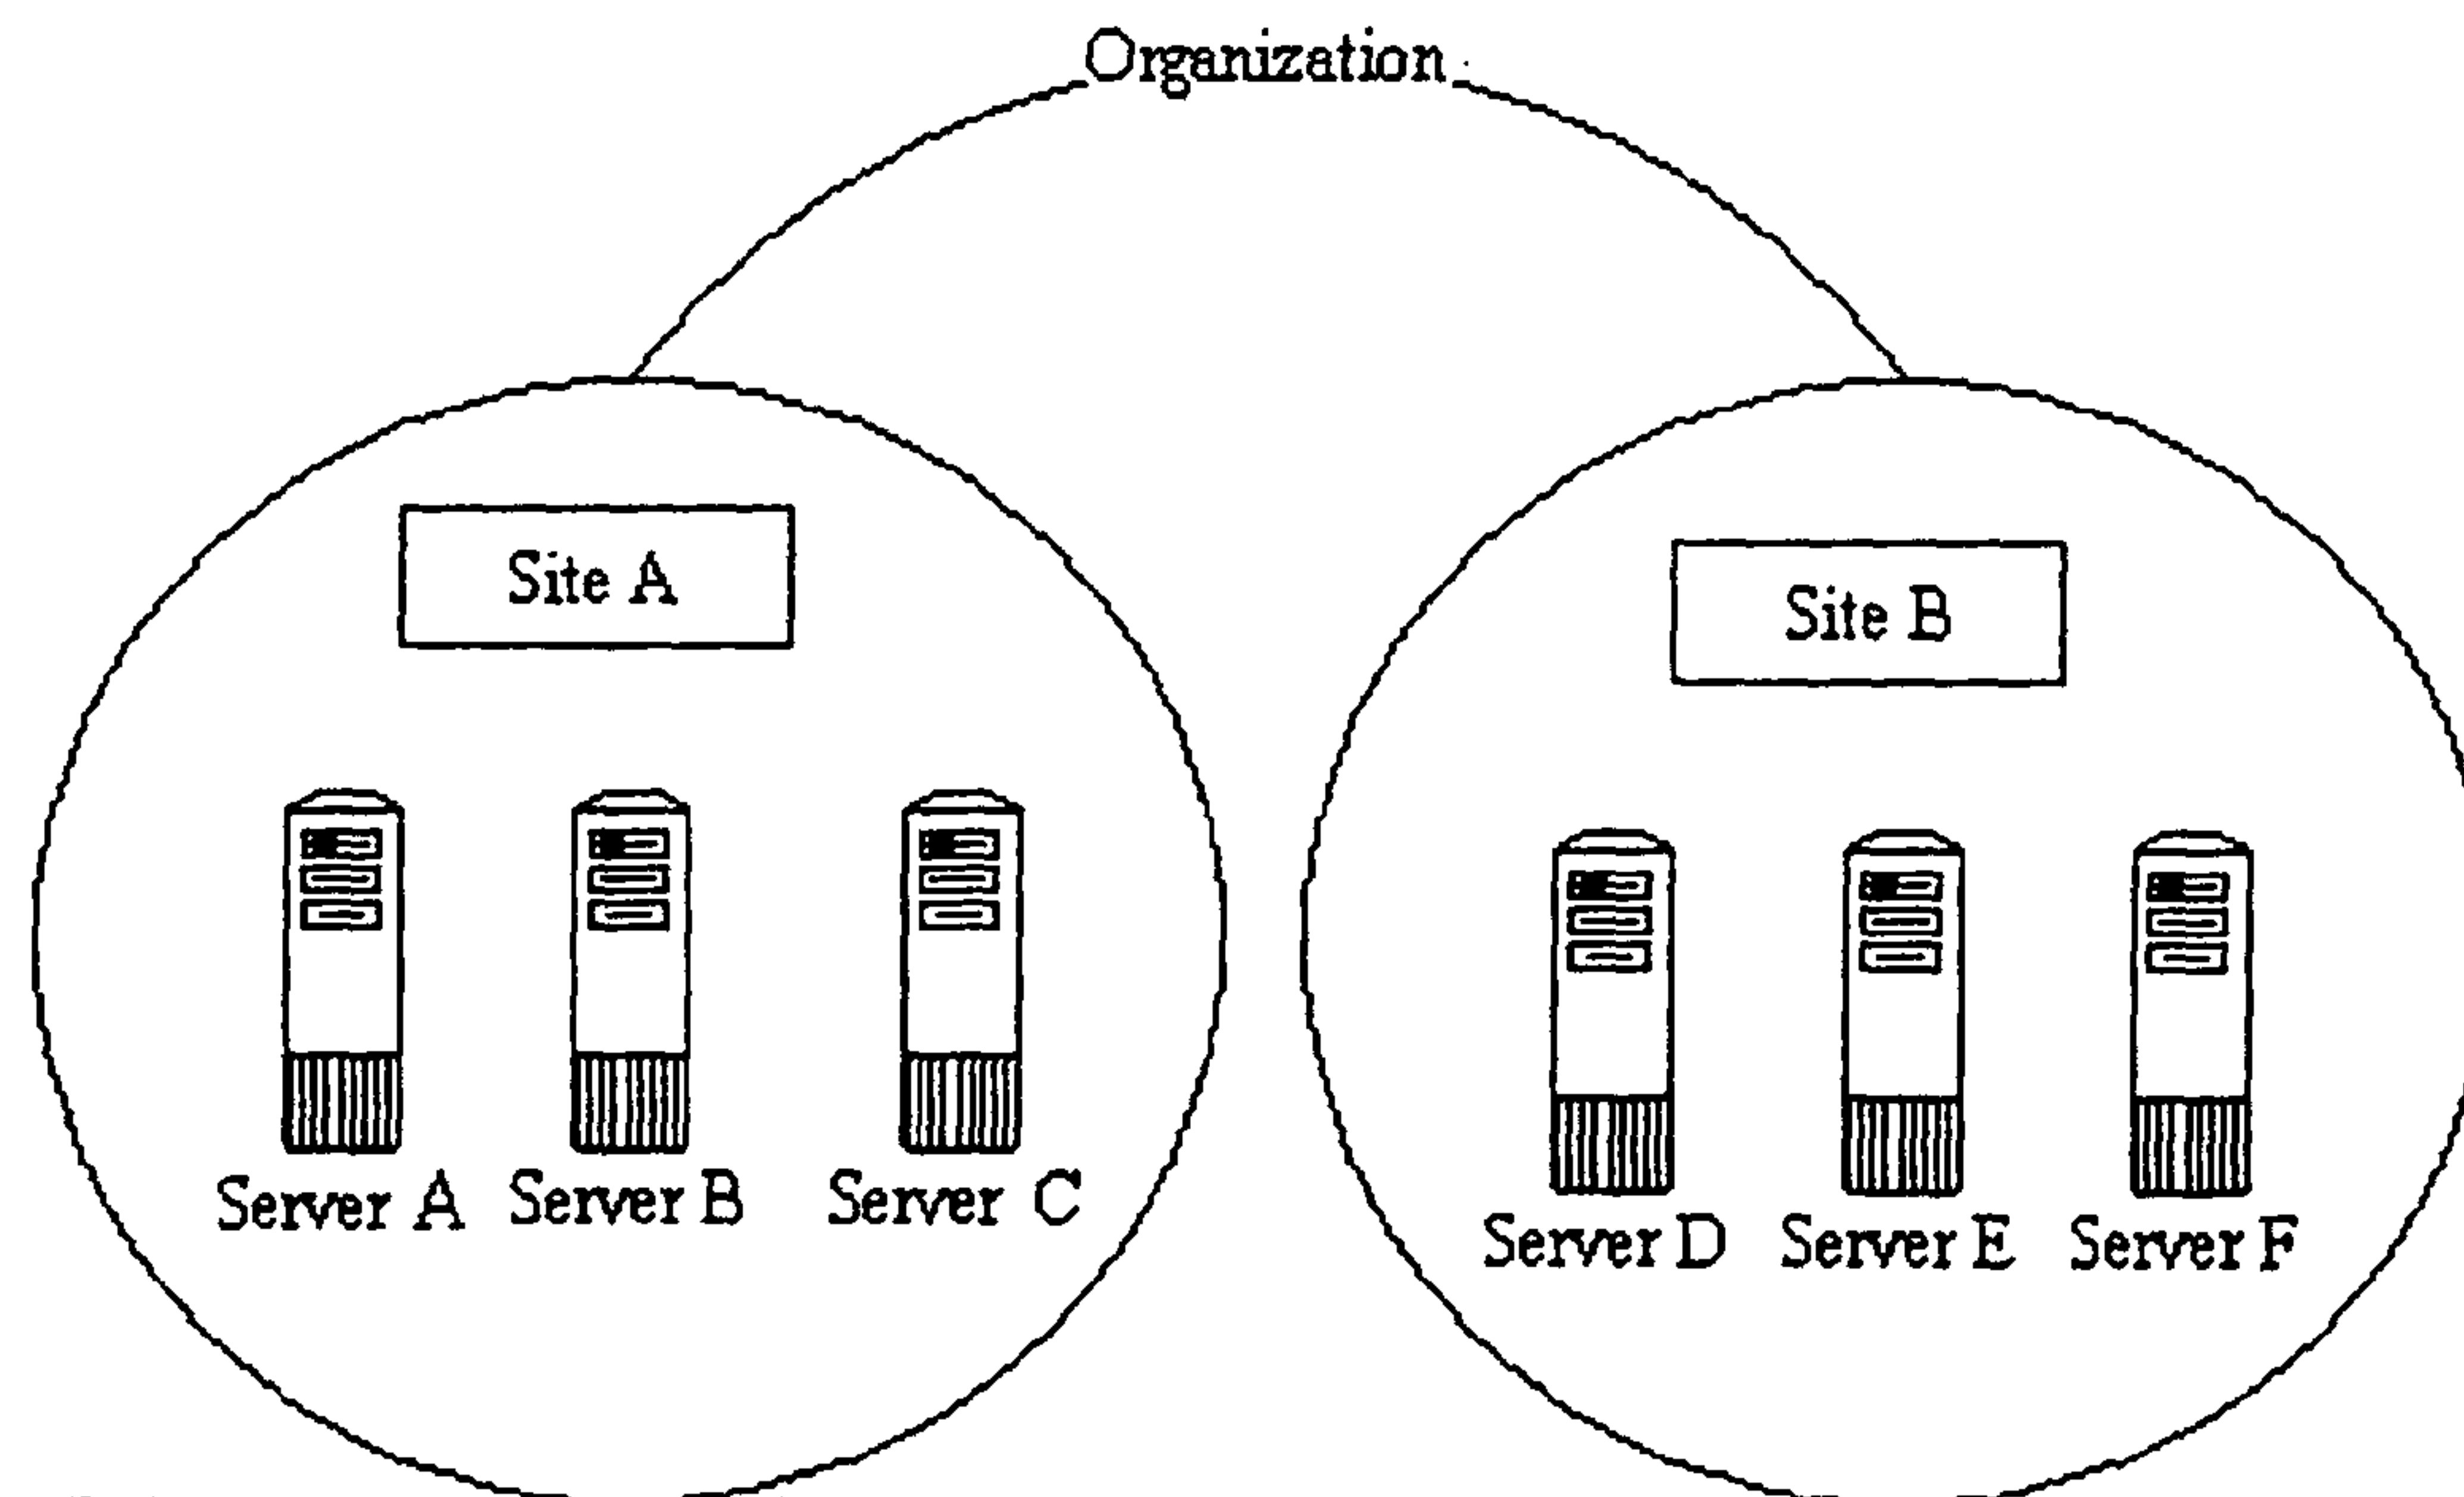 Organization
Site A
Site B
Server A Server B Server C
Server D Server E Server F